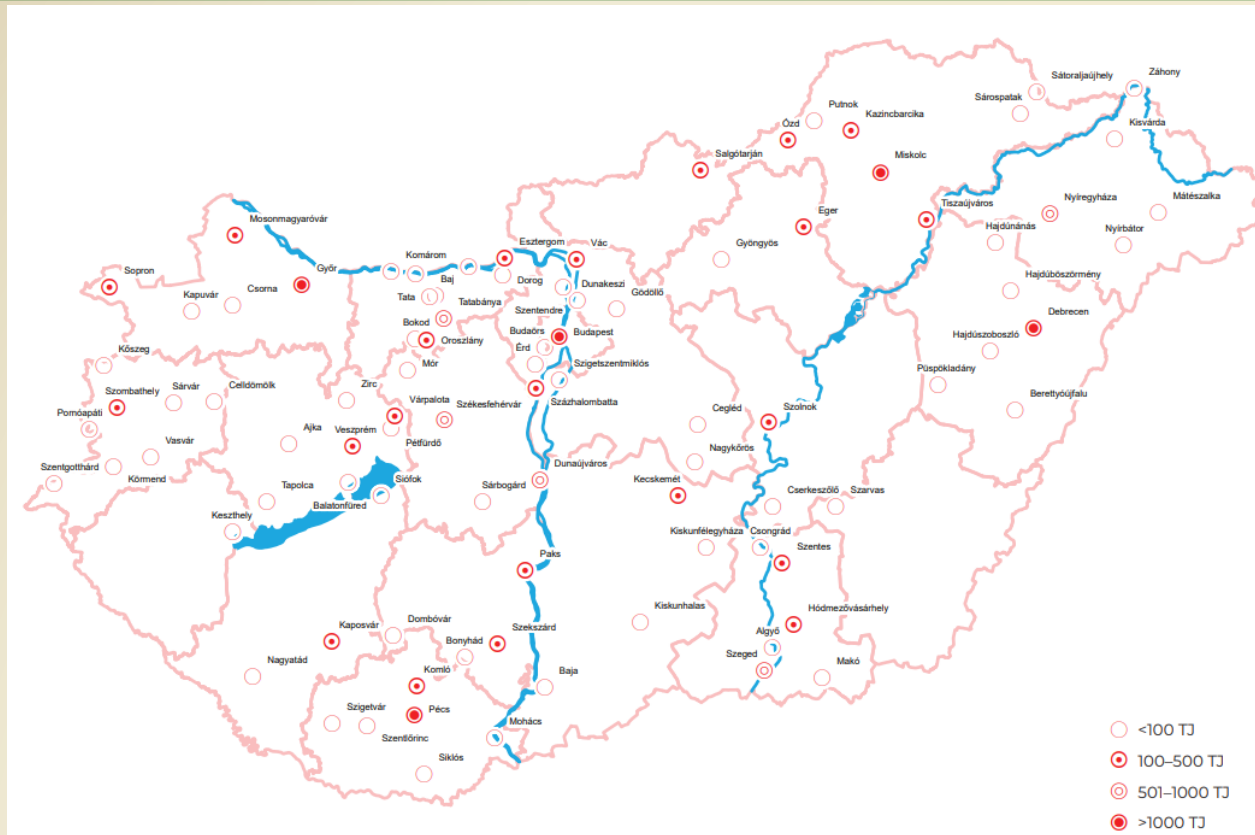 Sátoraljaújhely
Záhony
Sárospatak
Putnok
Kazincbarcika
Ózd
Kisvárda
Salgótarján
Miskolc
Mosonmagyaróvár
Eger
Tiszaújváros
Nyíregyháza
Mátészalka
Hajdúnánás
Nyírbátor
Esztergom
Vác
Gyöngyös
Komárom
Sopron
Győr
Baj
Dorog
Dunakeszi
Hajdúböszörmény
Kapuvár
Csorna
Tata
Tatabánya
Gödöllő
Szentendre
Debrecen
Bokod
Oroszlány
Budaörs
Budapest
Hajdúszoboszló
Érd
Kőszeg
Mór
Szigetszentmiklós
Püspökladány
Szombathely
Sárvár
Celldömölk
Zirc
Várpalota
Székesfehérvár
Százhalombatta
Szolnok
Berettyóújfalu
Pornóapáti
Cegléd
Ajka
Veszprém
Pétfürdő
Vasvár
Nagykőrös
Szentgotthárd
Körmend
Tapolca
Siófok
Sárbogárd
Dunaújváros
Kecskemét
Cserkeszőlő
Szarvas
Balatonfüred
Keszthely
Kiskunfélegyháza
Csongrád
Szentes
Paks
Kiskunhalas
Hódmezővásárhely
Kaposvár
Dombóvár
Bonyhád
Szekszárd
Algyő
Szeged
Makó
Nagyatád
Komló
Baja
Szigetvár
Pécs
Szentlőrinc
Mohács
Siklós
<100 TJ
100–500 TJ
501–1000 TJ
>1000 TJ